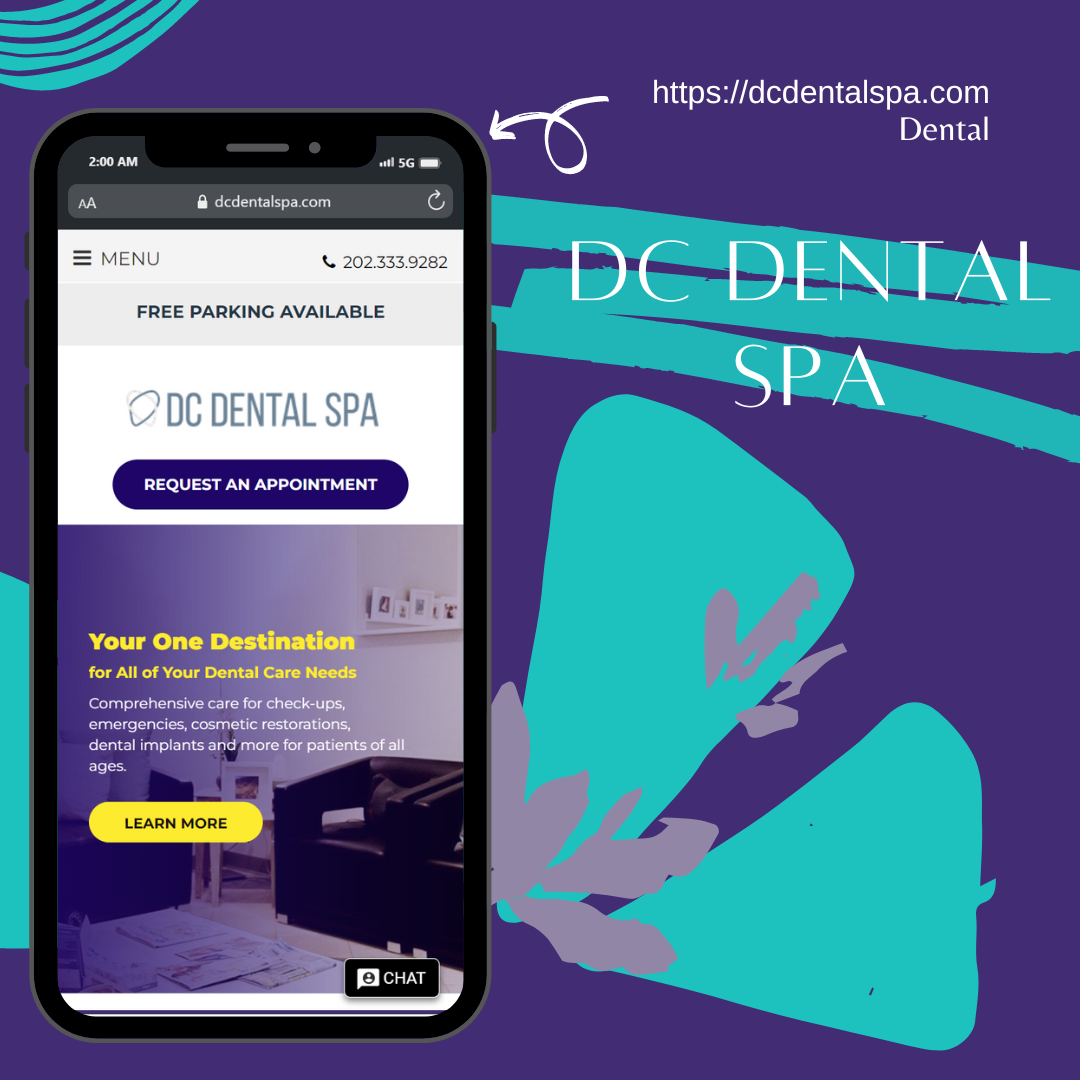 https://dcdentalspa.com
Dental
DC DENTAL
SPA
2:00 AM
5G
AA
dcdentalspa.com
MENU
202.333.9282
FREE PARKING AVAILABLE
DC DENTAL SPA
REQUEST AN APPOINTMENT
Your One Destination
for All of Your Dental Care Needs
Comprehensive care for check-ups,
emergencies, cosmetic restorations,
dental implants and more for patients of all
ages.
LEARN MORE
CHAT